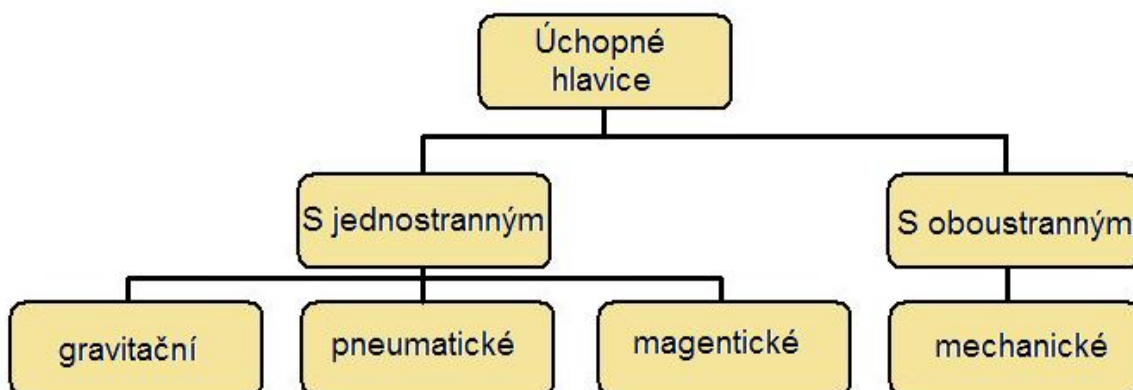 Úchopné
hlavice
S jednostranným
S oboustranným
gravitační
pneumatické
magentické
mechanické